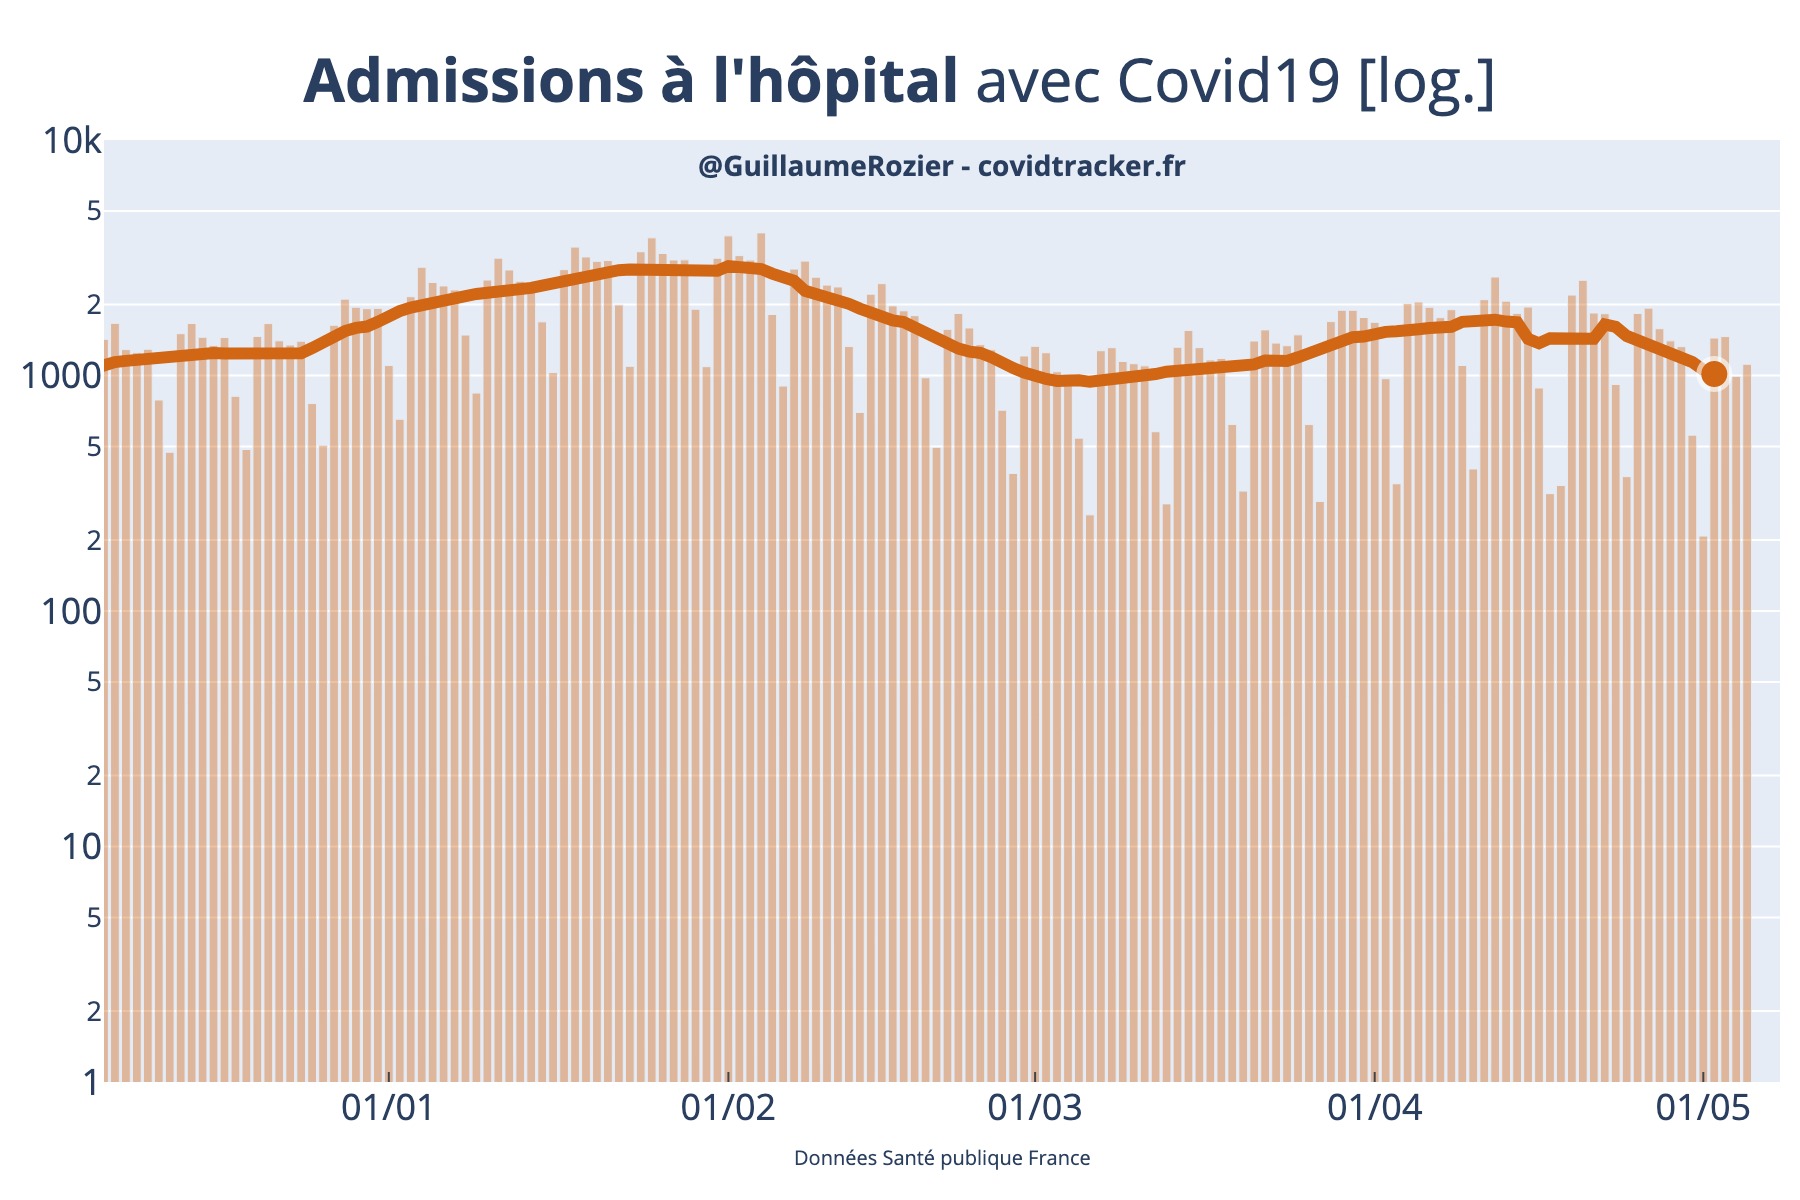 Admissions à l'hôpital avec Covid19 [log.]
@GuillaumeRozier - covidtracker.fr
10k
5
2
1000
5
2
100
5
2
10
5
2
1
01/01 01/02 01/03 01/04 01/05
Données Santé publique France